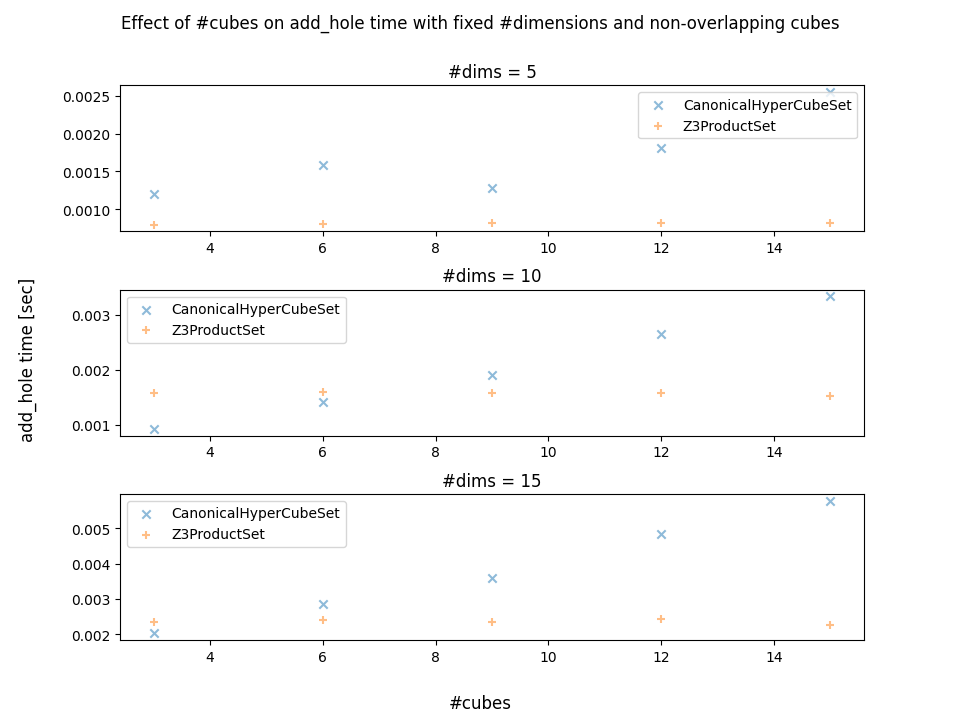 Effect of #cubes on add_hole time with fixed #dimensions and non-overlapping cubes
#dims = 5
0.0025
0.0020
0.0015
0.0010
CanonicalHyperCubeSet
Z3ProductSet
4 6 8 10 12 14
#dims = 10
0.003
0.002
0.001
CanonicalHyperCubeSet
Z3ProductSet
4 6 8 10 12 14
add_hole time [sec]
#dims = 15
0.005
0.004
0.003
0.002
CanonicalHyperCubeSet
Z3ProductSet
4 6 8 10 12 14
#cubes